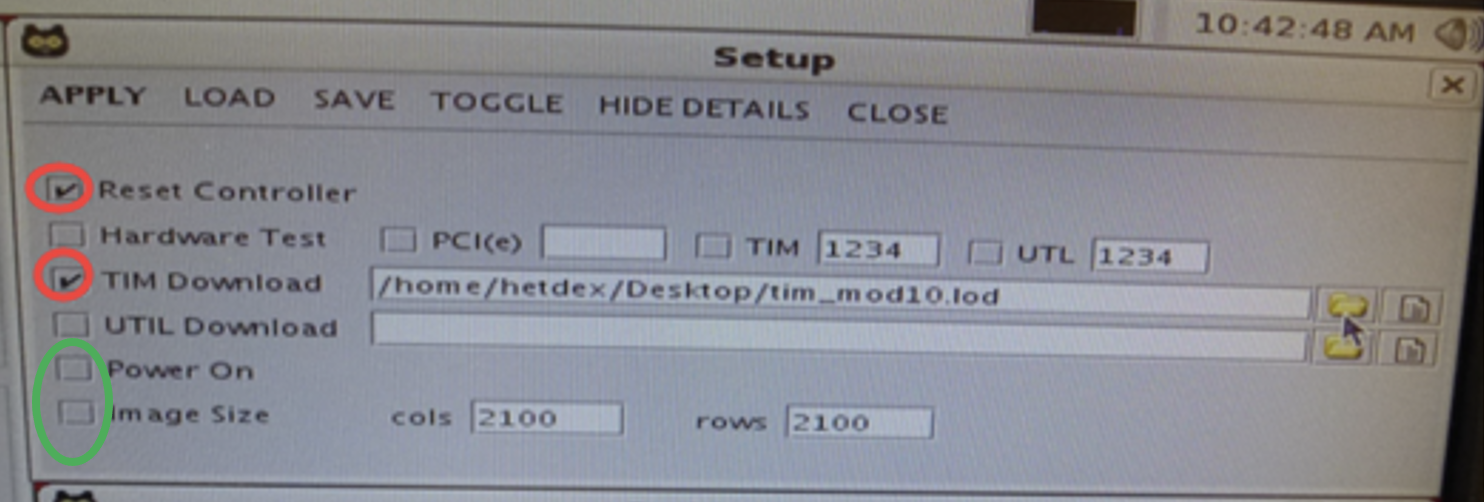 10:42:48 AM
Setup
APPLY LOAD SAVE TOGGLE HIDE DETAILS CLOSE
Reset Controller
Hardware Test PCI(e) TIM 1234 UTL 1234
TIM Download /home/hetdex/Desktop/tim_mod10.lod
UTIL Download
Power On
Image Size cols 2100 rows 2100